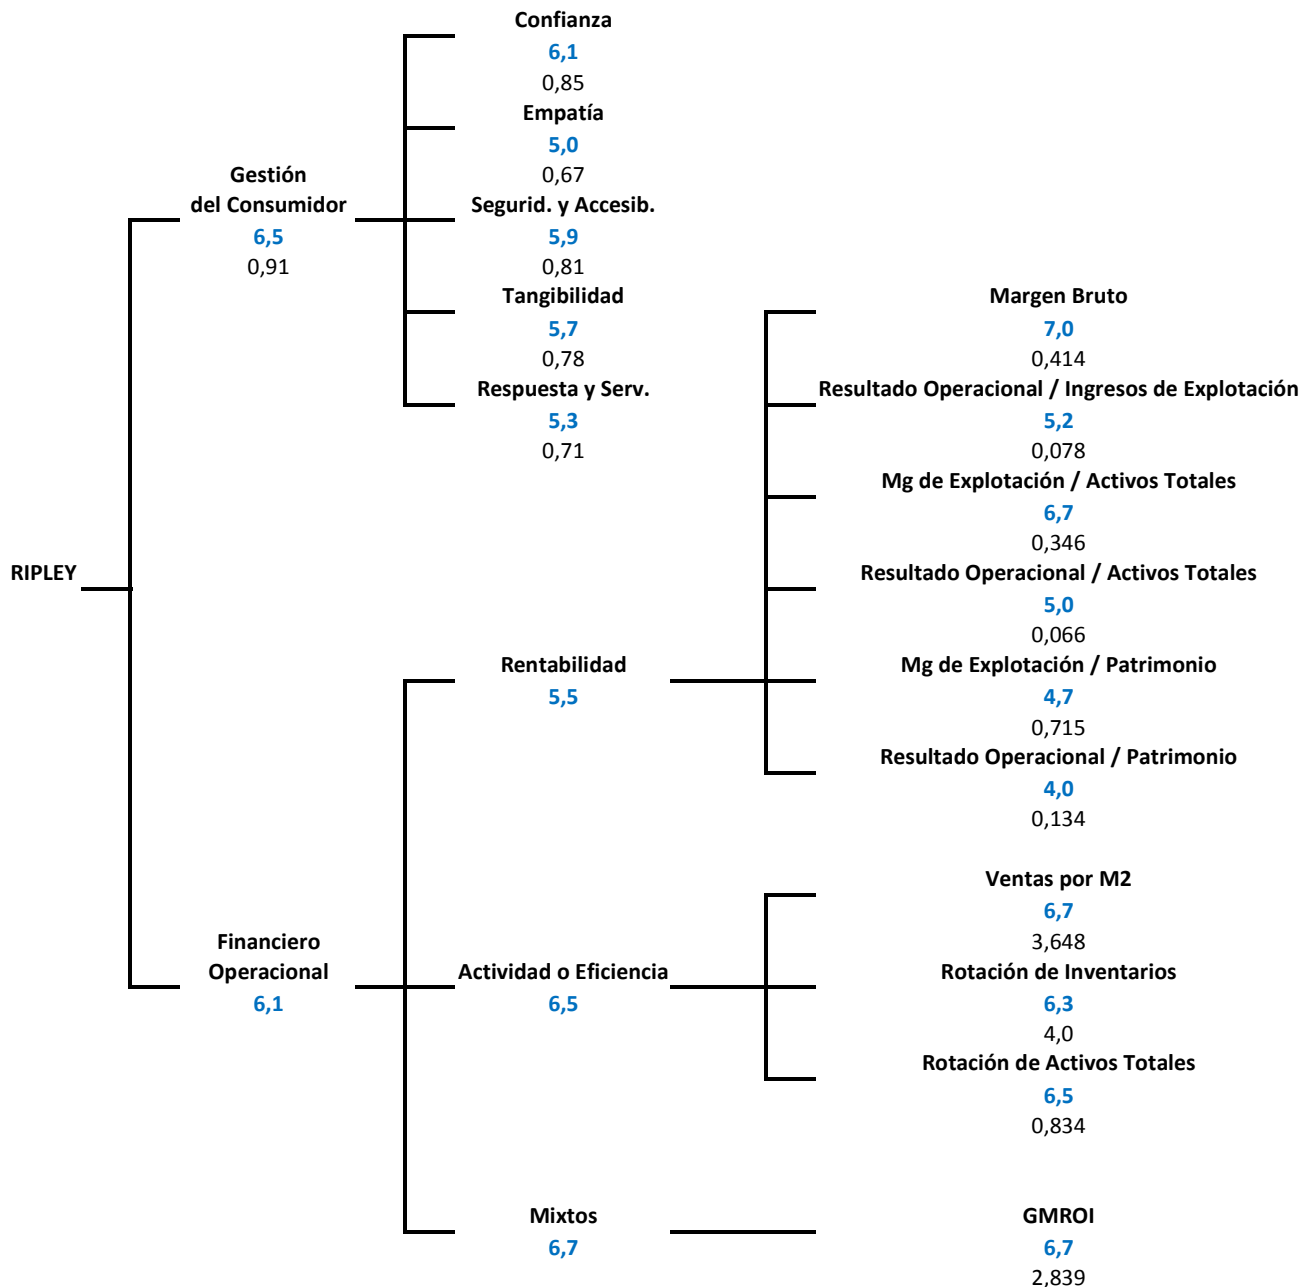 RIPLEY
Gestión
del Consumidor
6,5
0,91
Confianza
6,1
0,85
Empatía
5,0
0,67
Segurid. y Accesib.
5,9
0,81
Tangibilidad
5,7
0,78
Respuesta y Serv.
5,3
0,71
Financiero
Operacional
6,1
Rentabilidad
5,5
Margen Bruto
7,0
0,414
Resultado Operacional / Ingresos de Explotación
5,2
0,078
Mg de Explotación / Activos Totales
6,7
0,346
Resultado Operacional / Activos Totales
5,0
0,066
Mg de Explotación / Patrimonio
4,7
0,715
Resultado Operacional / Patrimonio
4,0
0,134
Actividad o Eficiencia
6,5
Ventas por M2
6,7
3,648
Rotación de Inventarios
6,3
4,0
Rotación de Activos Totales
6,5
0,834
Mixtos
6,7
GMROI
6,7
2,839